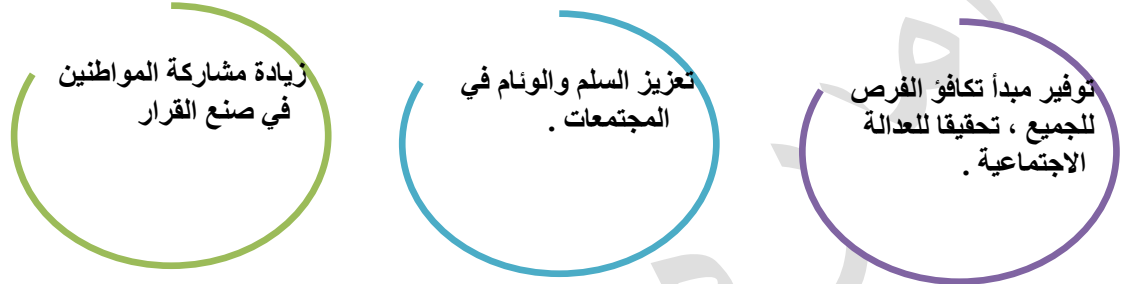 توفير مبدأ تكافؤ الفرص
للجميع ، تحقيقا للعدالة
الاجتماعية .
تعزيز السلم والوئام في
المجتمعات .
زيادة مشاركة المواطنين
في صنع القرار